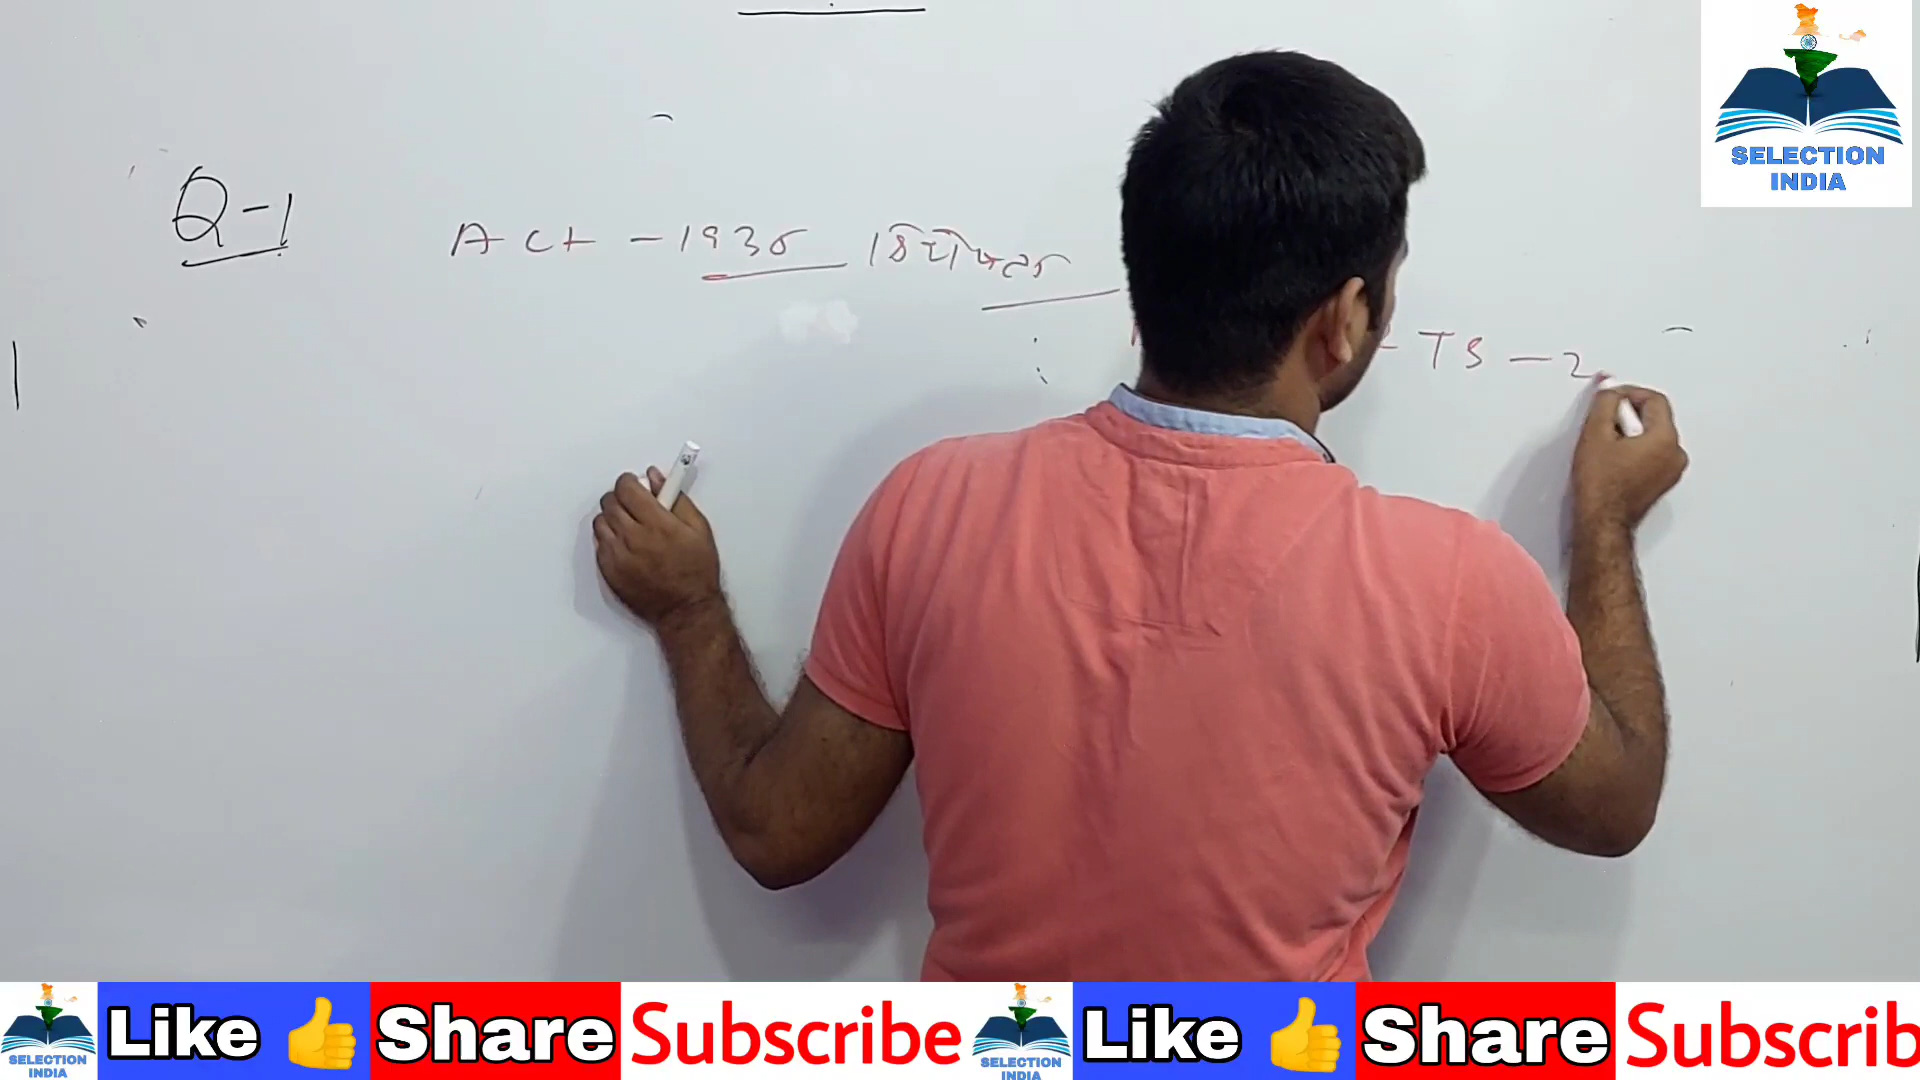 SELECTION
INDIA
Q-1
Act - 1935
TS - 2
SELECTION
INDIA
Like 👍 Share Subscribe
SELECTION
INDIA
Like 👍 Share Subscrib